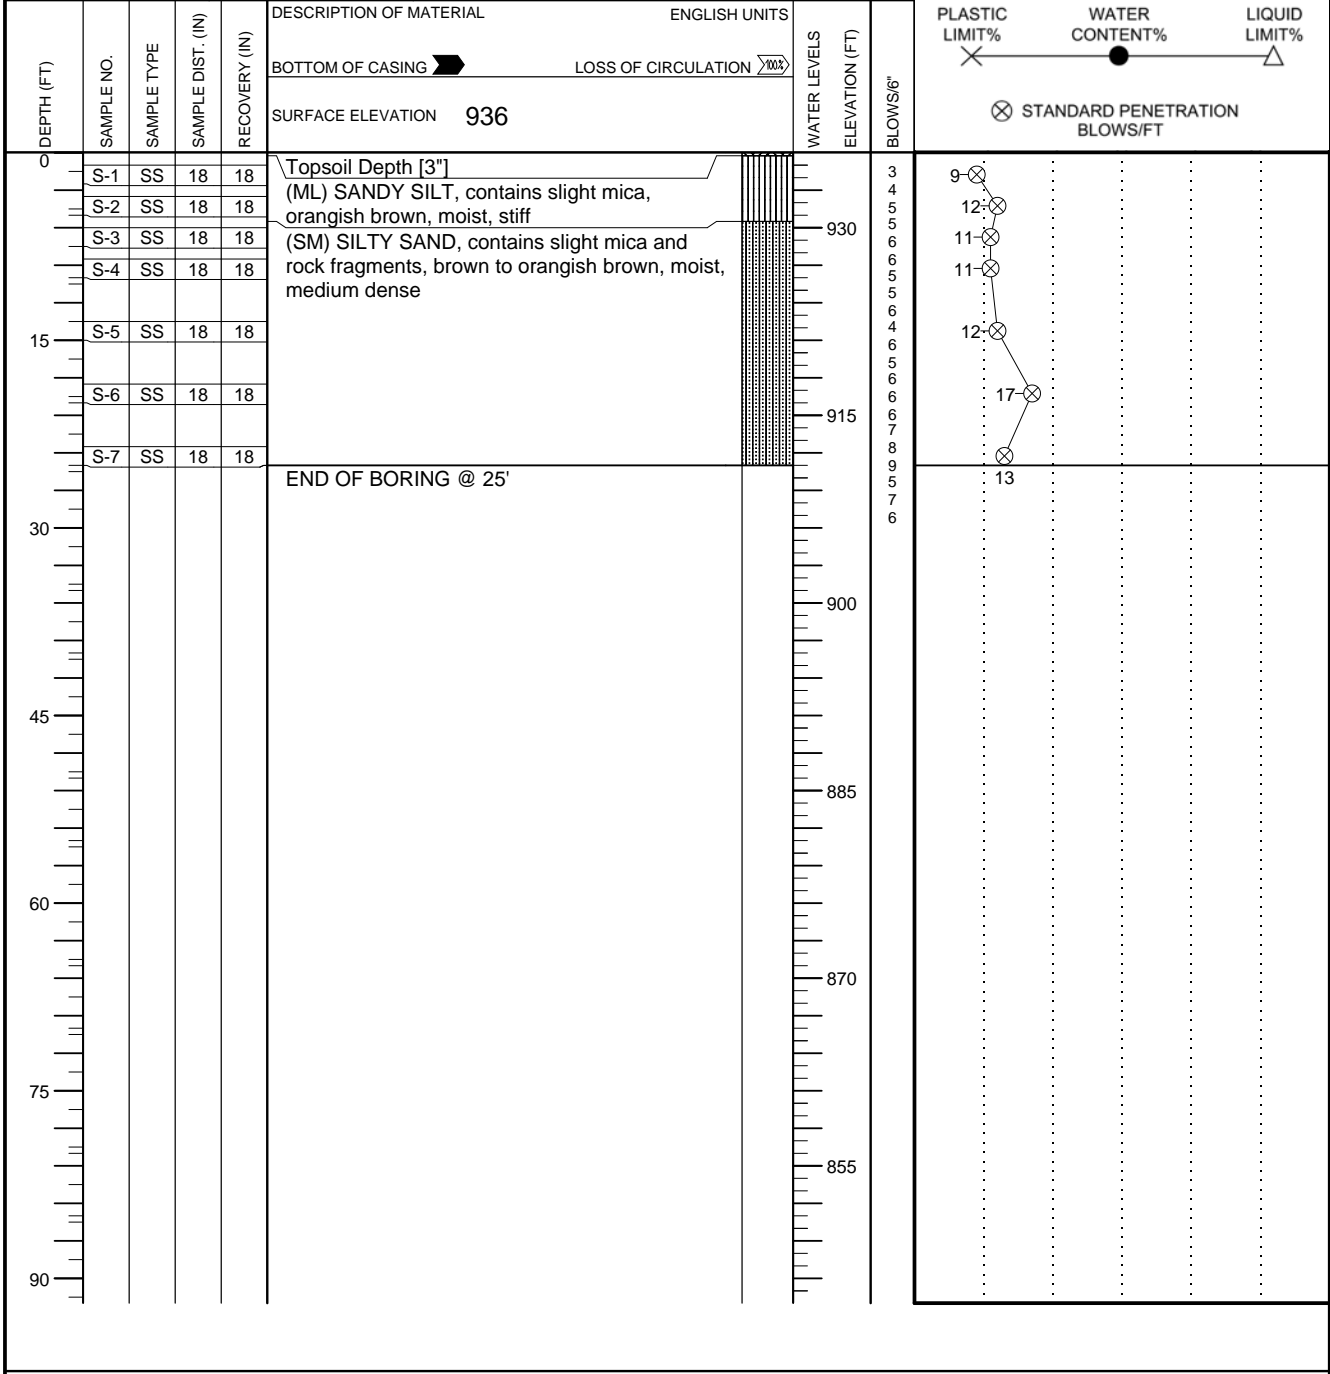 DEPTH (FT)
SAMPLE NO.
SAMPLE TYPE
SAMPLE DIST. (IN)
RECOVERY (IN)
DESCRIPTION OF MATERIAL ENGLISH UNITS
BOTTOM OF CASING LOSS OF CIRCULATION 100%
SURFACE ELEVATION 936
WATER LEVELS
ELEVATION (FT)
BLOWS/6"
PLASTIC LIMIT%
WATER CONTENT%
LIQUID LIMIT%
STANDARD PENETRATION
BLOWS/FT
0
15
30
45
60
75
90
S-1 SS 18 18
S-2 SS 18 18
S-3 SS 18 18
S-4 SS 18 18
S-5 SS 18 18
S-6 SS 18 18
S-7 SS 18 18
Topsoil Depth [3"]
(ML) SANDY SILT, contains slight mica,
orangish brown, moist, stiff
(SM) SILTY SAND, contains slight mica and
rock fragments, brown to orangish brown, moist,
medium dense
END OF BORING @ 25'
930
915
900
885
870
855
3
4
5
5
6
6
5
5
6
4
6
5
6
6
6
7
8
9
5
7
6
9
12
11
11
12
17
13